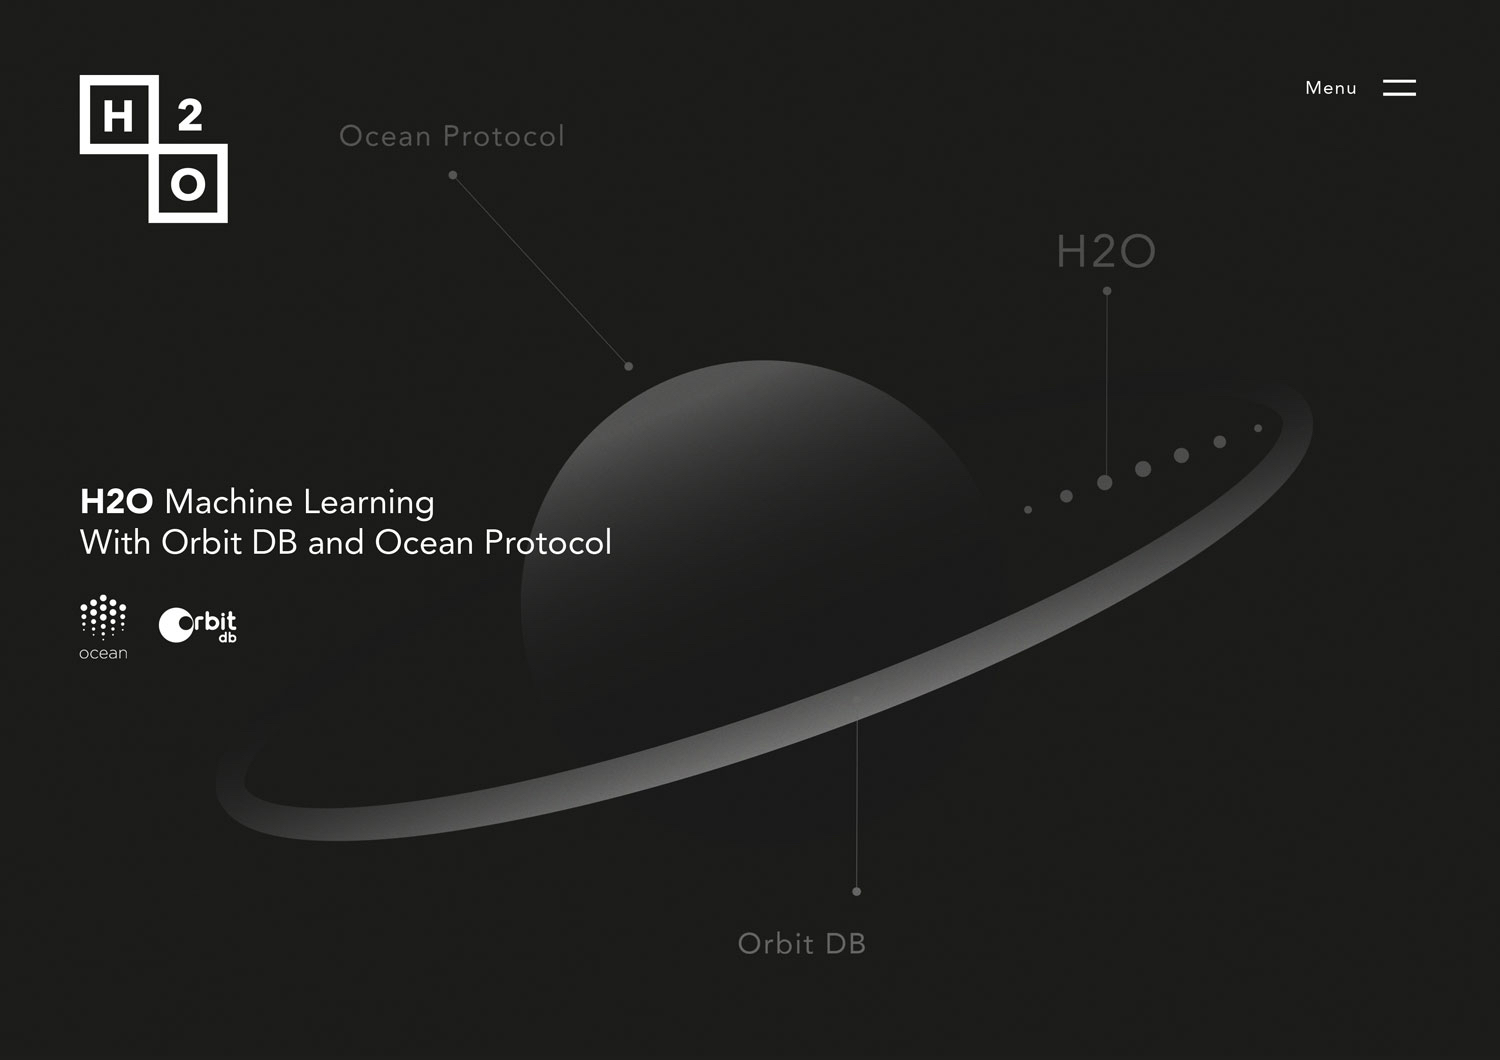 H 2
O
Menu
Ocean Protocol
H2O
H2O Machine Learning
With Orbit DB and Ocean Protocol
ocean
Orbit
db
Orbit DB